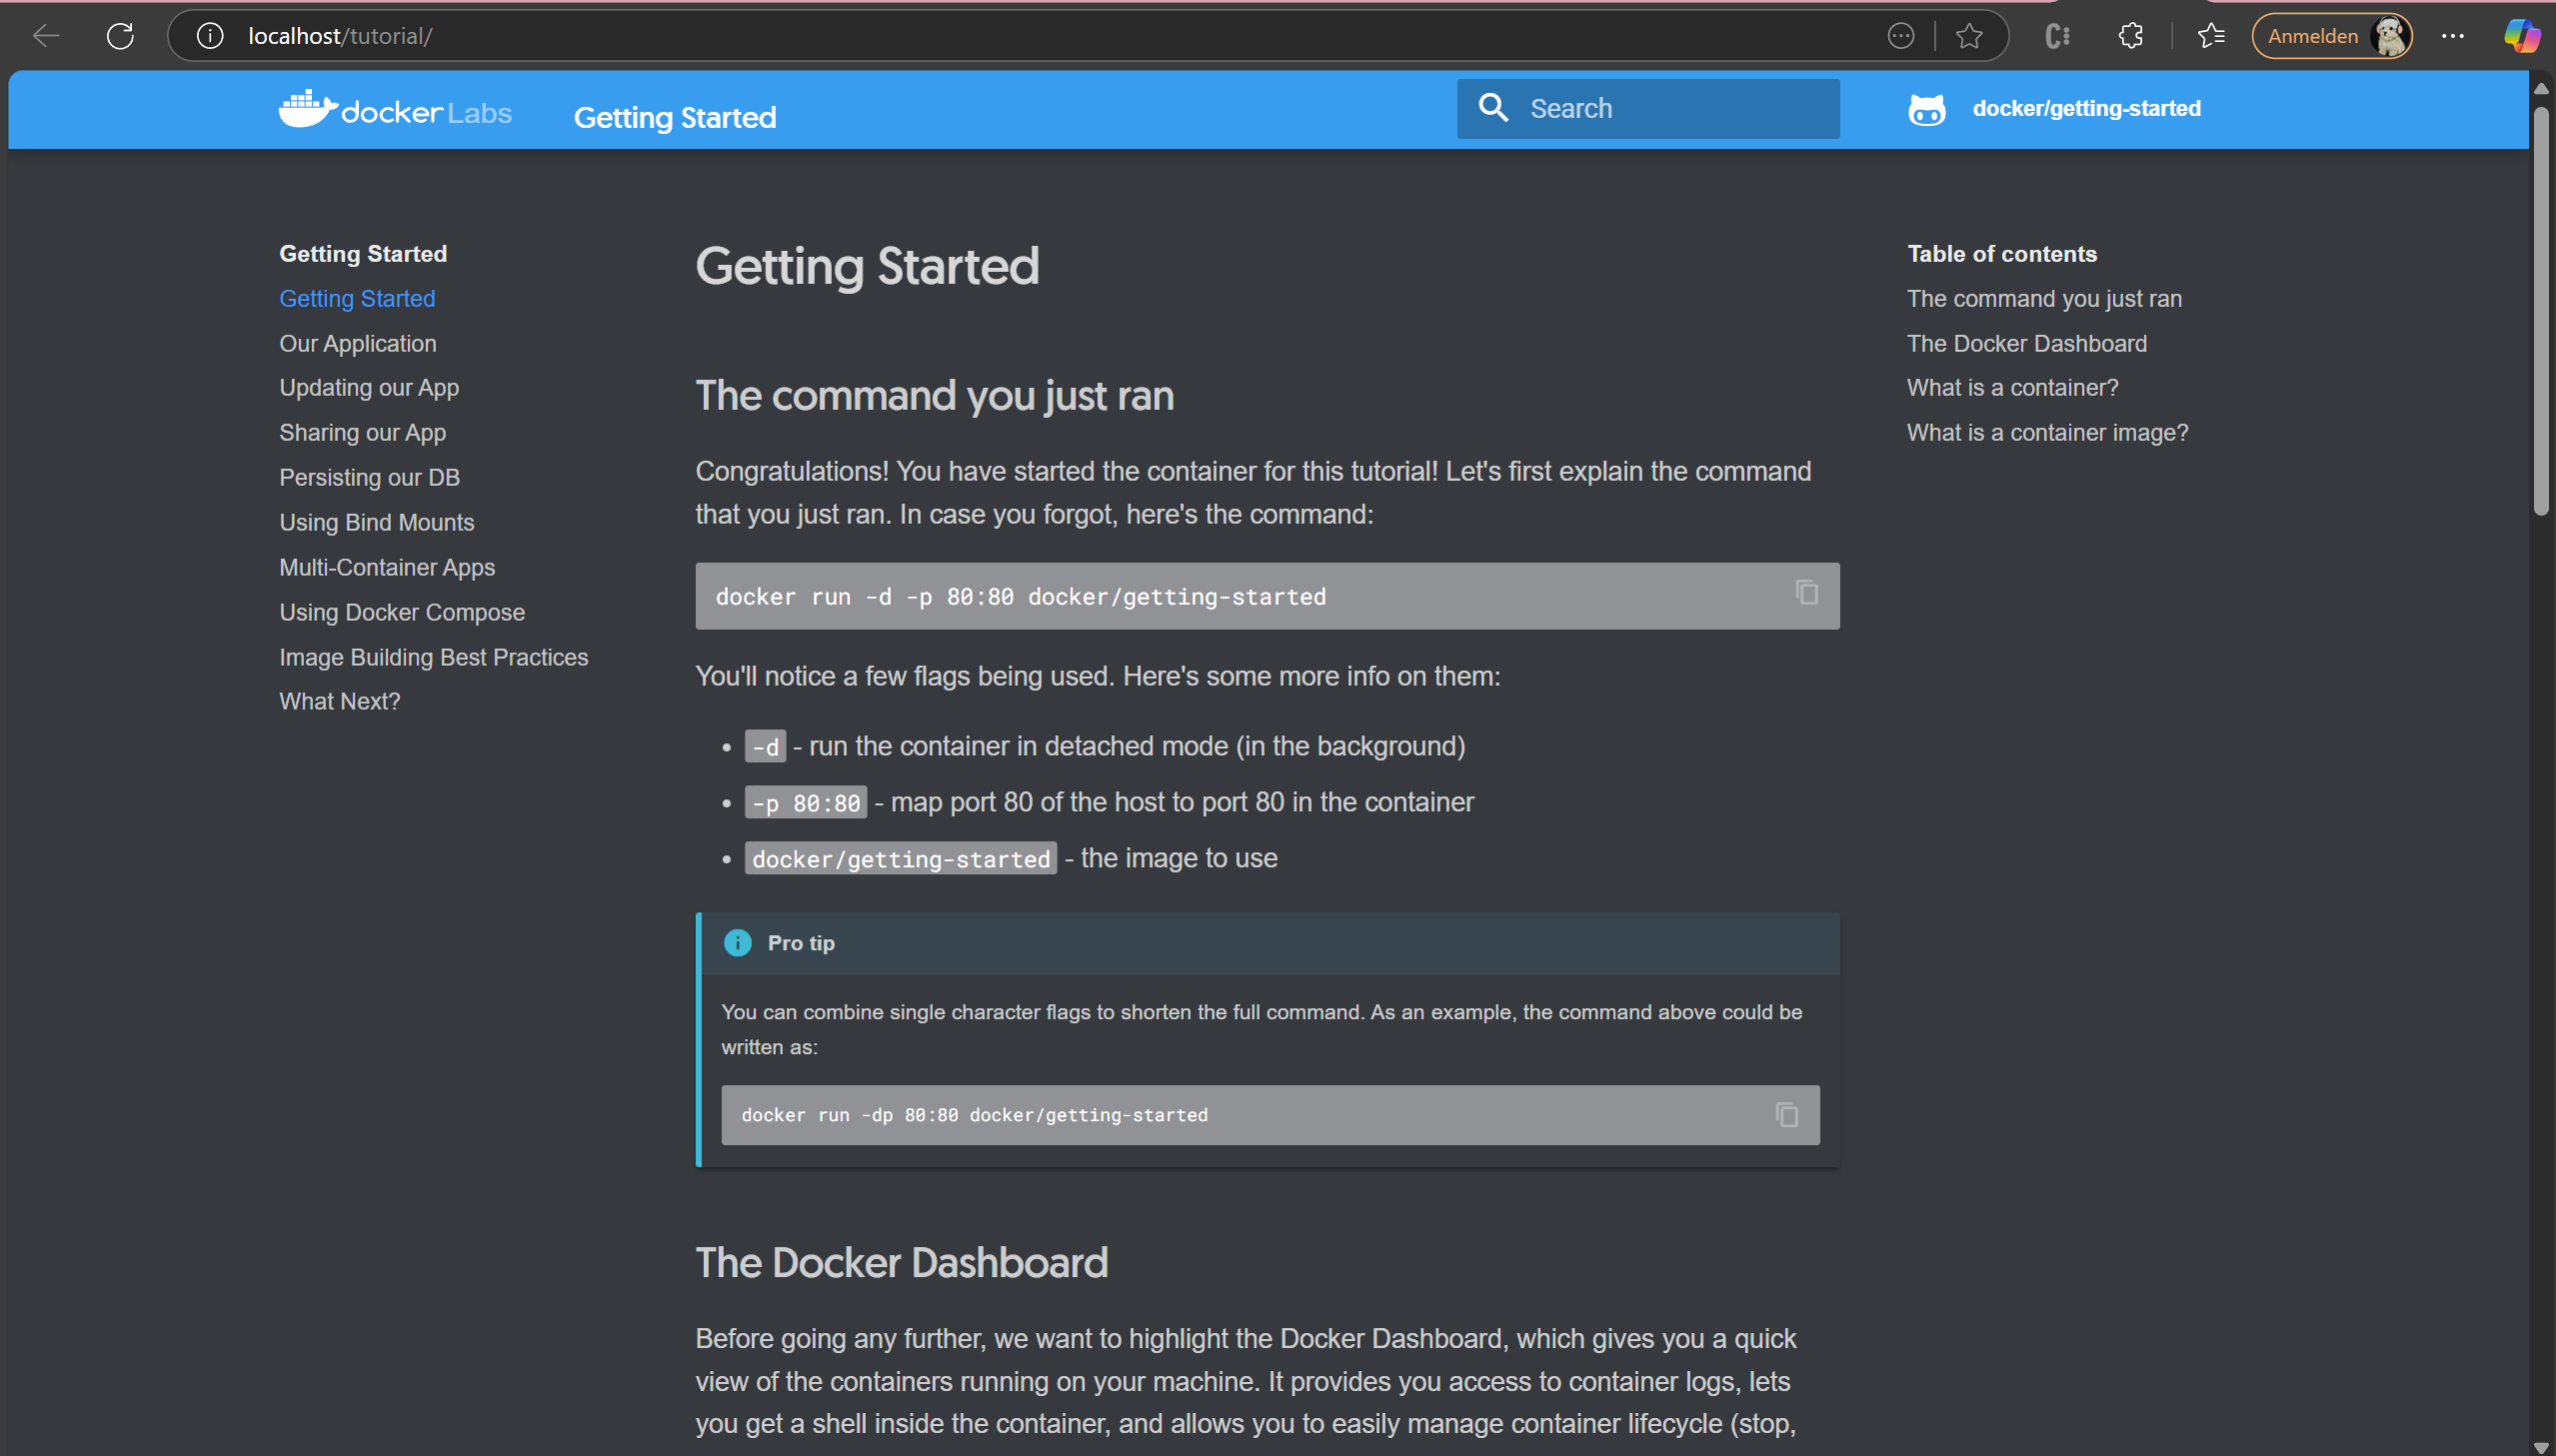 localhost/tutorial/
Anmelden
docker Labs
Getting Started
Search
docker/getting-started
Getting Started
Getting Started
Our Application
Updating our App
Sharing our App
Persisting our DB
Using Bind Mounts
Multi-Container Apps
Using Docker Compose
Image Building Best Practices
What Next?
Getting Started
The command you just ran
Congratulations! You have started the container for this tutorial! Let's first explain the command
that you just ran. In case you forgot, here's the command:
docker run -d -p 80:80 docker/getting-started
You'll notice a few flags being used. Here's some more info on them:
• -d - run the container in detached mode (in the background)
• -p 80:80 - map port 80 of the host to port 80 in the container
• docker/getting-started - the image to use
Pro tip
You can combine single character flags to shorten the full command. As an example, the command above could be
written as:
docker run -dp 80:80 docker/getting-started
The Docker Dashboard
Before going any further, we want to highlight the Docker Dashboard, which gives you a quick
view of the containers running on your machine. It provides you access to container logs, lets
you get a shell inside the container, and allows you to easily manage container lifecycle (stop,
Table of contents
The command you just ran
The Docker Dashboard
What is a container?
What is a container image?